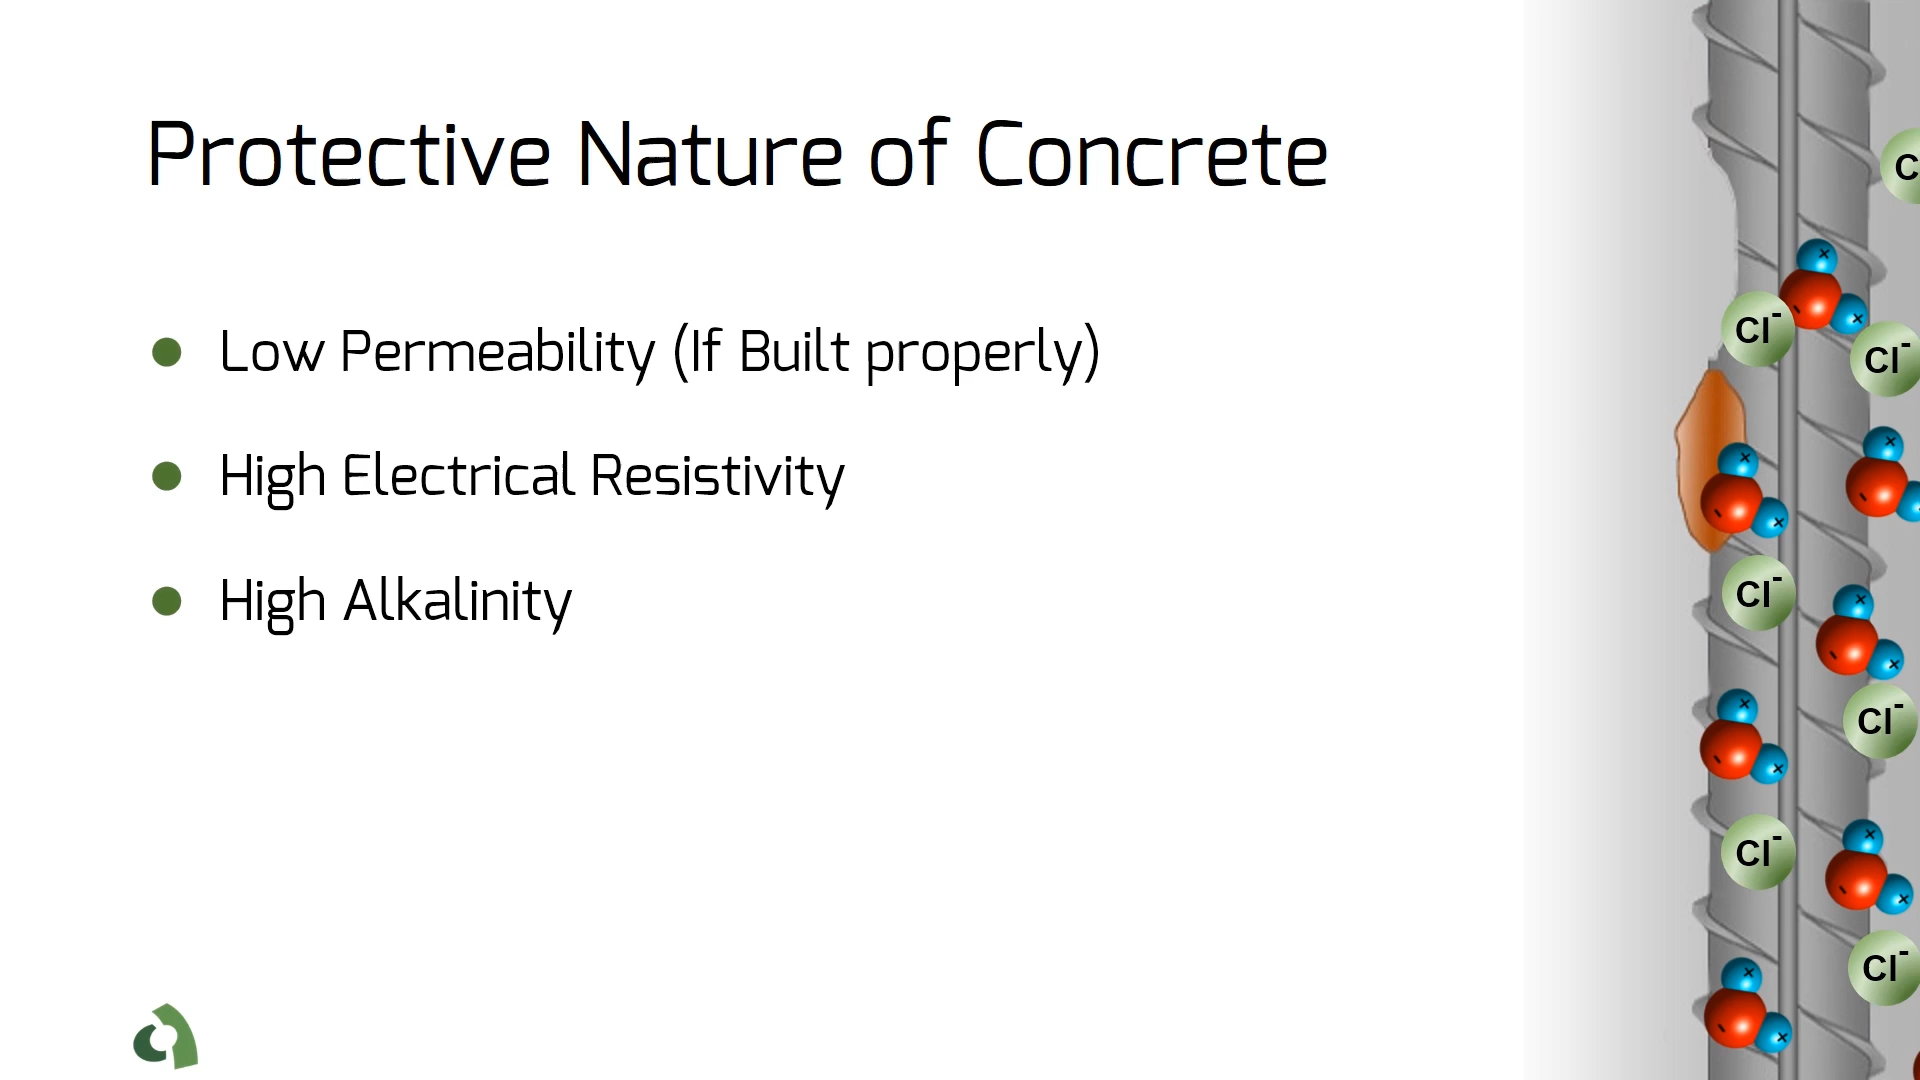 Protective Nature of Concrete
Low Permeability (If Built properly)
High Electrical Resistivity
High Alkalinity
C
Cl-
Cl-
Cl-
Cl-
Cl-
Cl-